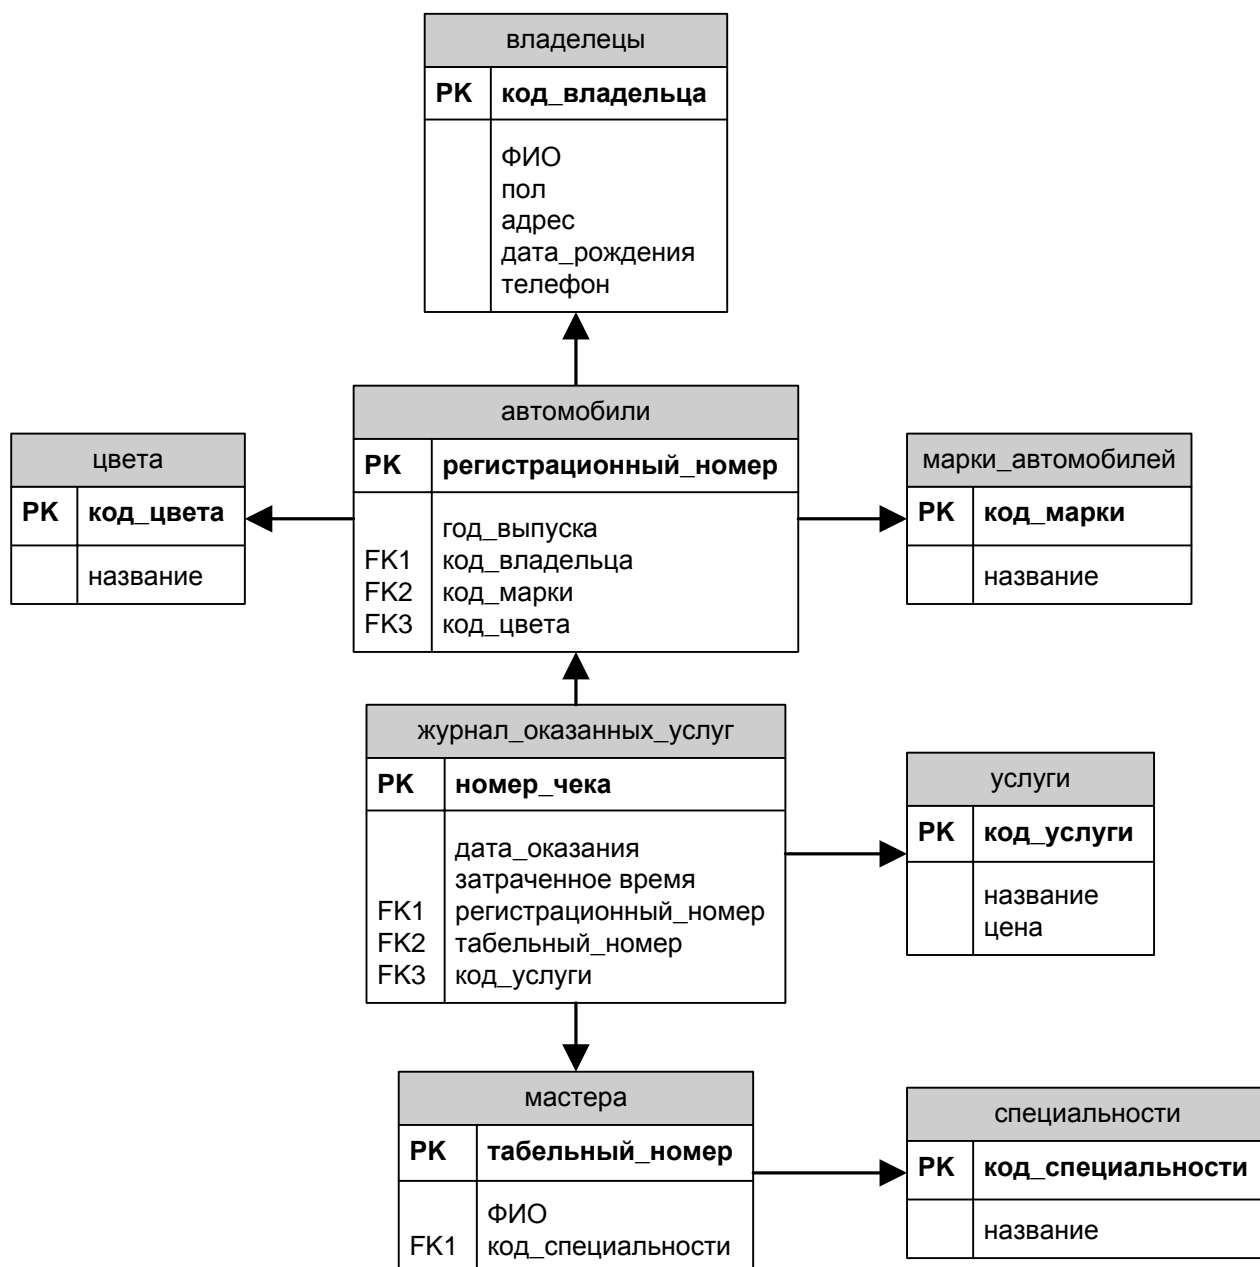 владелецы
PK код_владельца
ФИО
пол
адрес
дата_рождения
телефон
автомобили
PK регистрационный_номер
год_выпуска
FK1 код_владельца
FK2 код_марки
FK3 код_цвета
цвета
PK код_цвета
название
марки_автомобилей
PK код_марки
название
журнал_оказанных_услуг
PK номер_чека
дата_оказания
затраченное время
FK1 регистрационный_номер
FK2 табельный_номер
FK3 код_услуги
услуги
PK код_услуги
название
цена
мастера
PK табельный_номер
ФИО
FK1 код_специальности
специальности
PK код_специальности
название